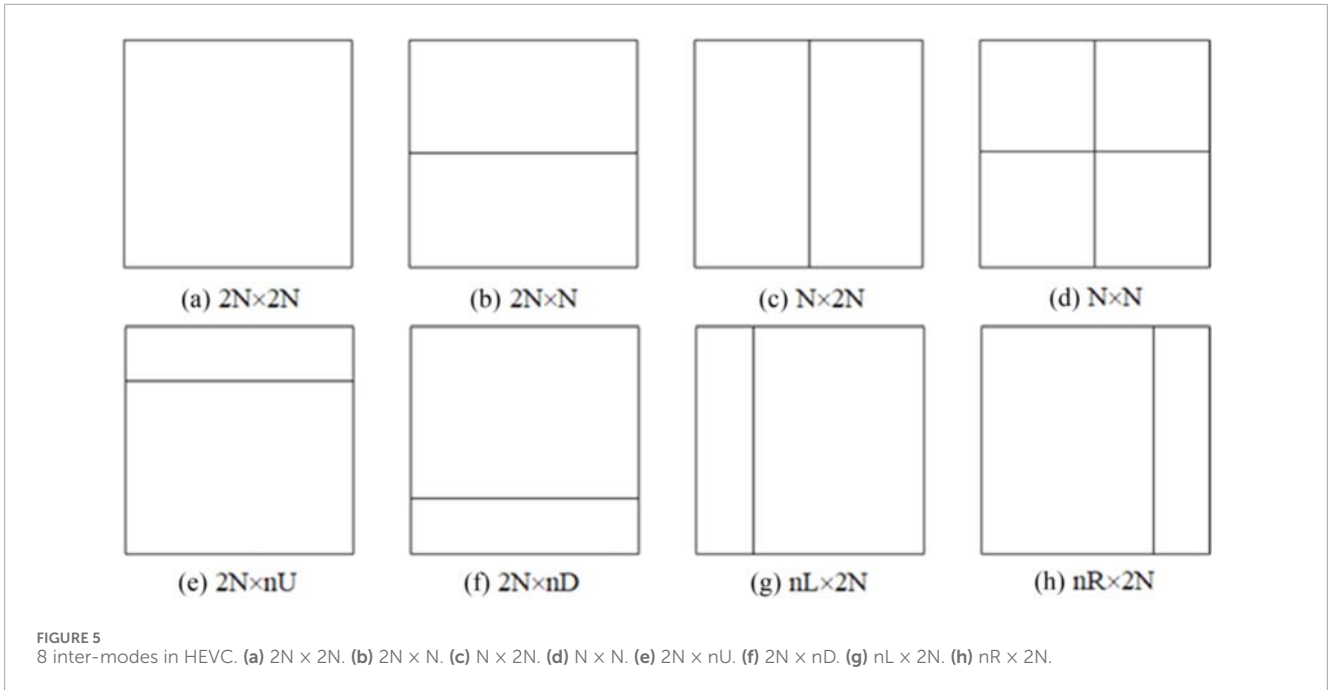 (a) 2N×2N
(b) 2N×N
(c) N×2N
(d) N×N
(e) 2N×nU
(f) 2N×nD
(g) nL×2N
(h) nR×2N
FIGURE 5
8 inter-modes in HEVC. (a) 2N × 2N. (b) 2N × N. (c) N × 2N. (d) N × N. (e) 2N × nU. (f) 2N × nD. (g) nL × 2N. (h) nR × 2N.